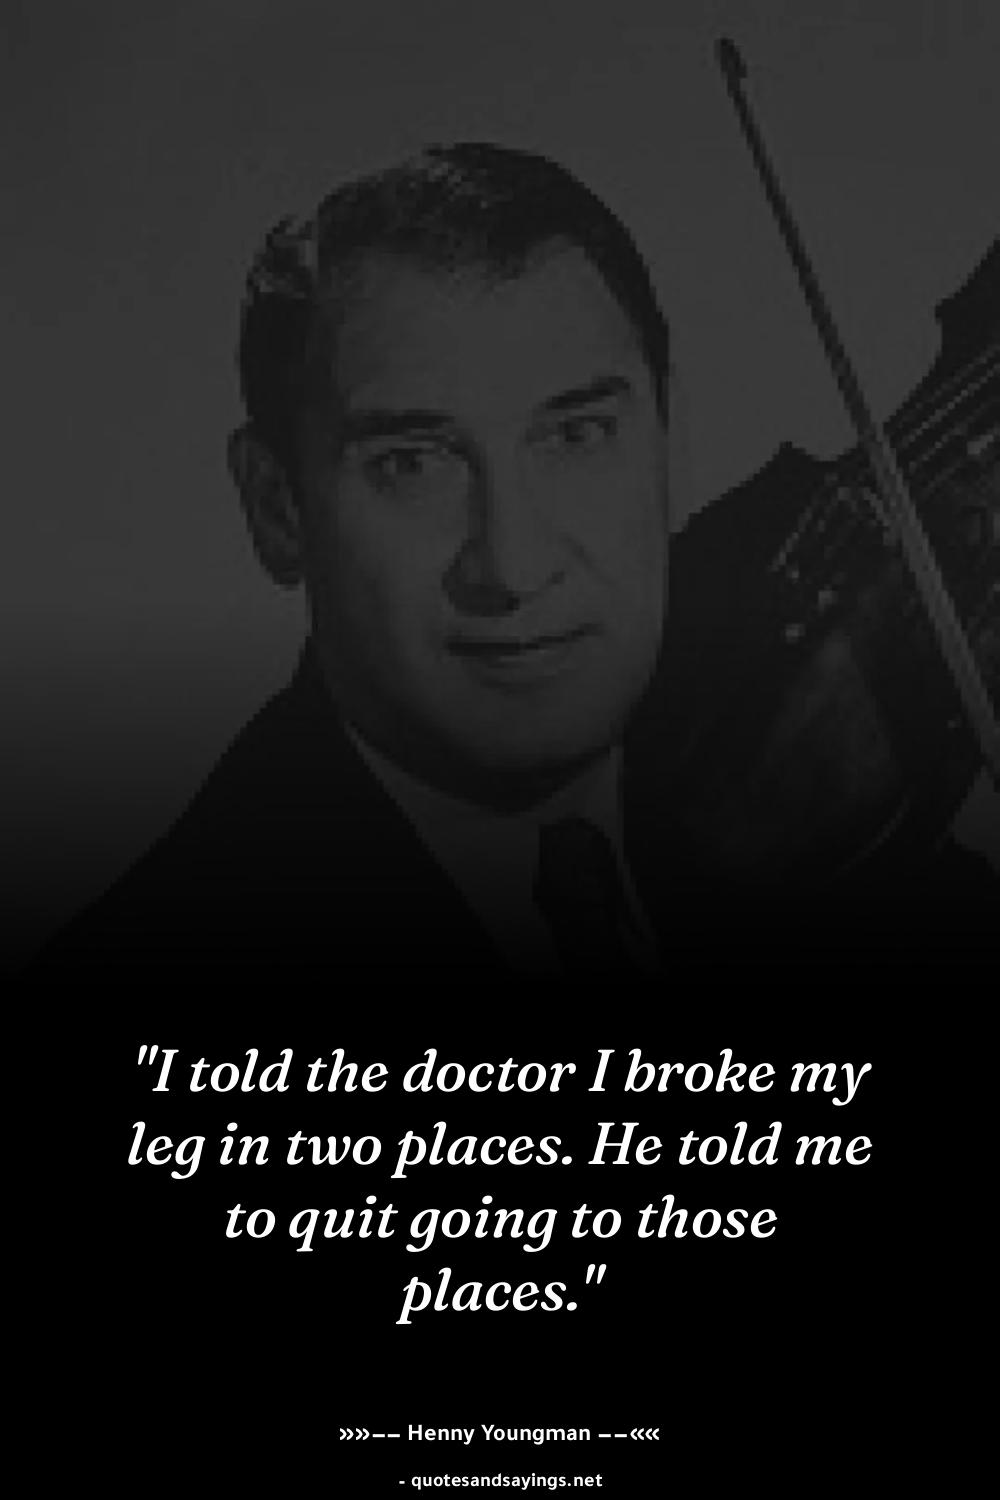 "I told the doctor I broke my
leg in two places. He told me
to quit going to those
places."
»»–– Henny Youngman ––««
- quotesandsayings.net